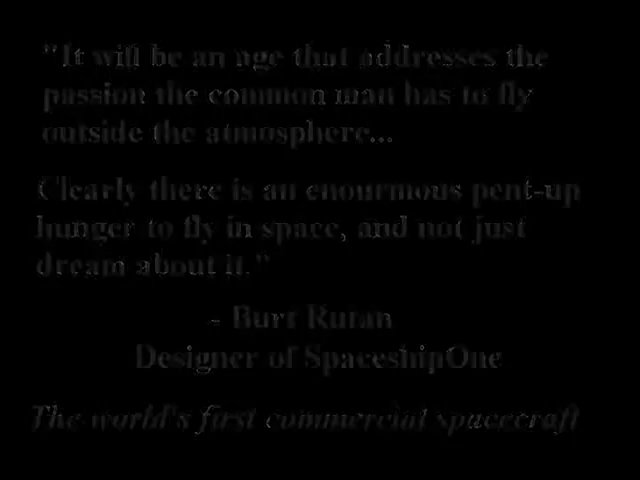 "It will be an age that addresses the
passion the common man has to fly
outside the atmosphere...
Clearly there is an enourmous pent-up
hunger to fly in space, and not just
dream about it."
- Burt Rutan
Designer of SpaceshipOne
The world's first commercial spacecraft